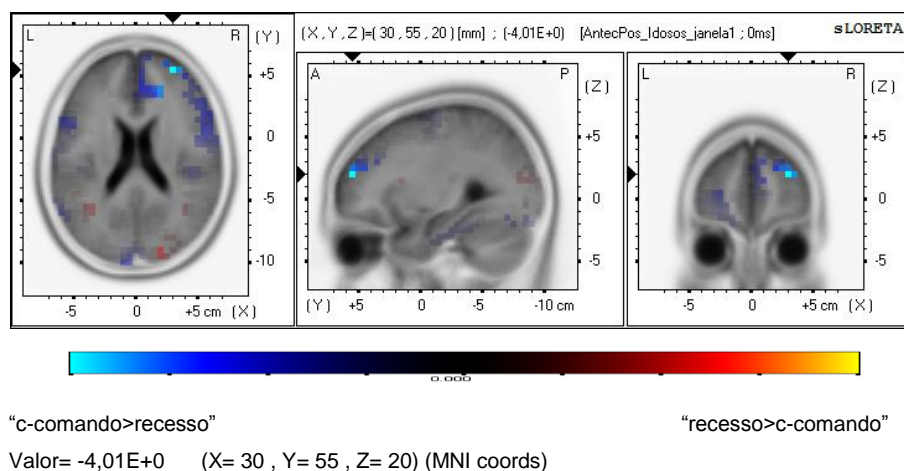 L R (Y) (X,Y,Z)=(30,55,20)[mm] ; (-4,01E+0) [AntecPos_Idosos_janela1 ; 0ms] sLORETA
A P (Z) L R (Z)
+5 +5 +5
0 0 0
-5 -5 -5
-10
-5 0 +5 cm (X) (Y) +5 0 -5 -10 cm -5 0 +5 cm (X)
0.000
“c-comando>recesso” “recesso>c-comando”
Valor= -4,01E+0 (X= 30 , Y= 55 , Z= 20) (MNI coords)